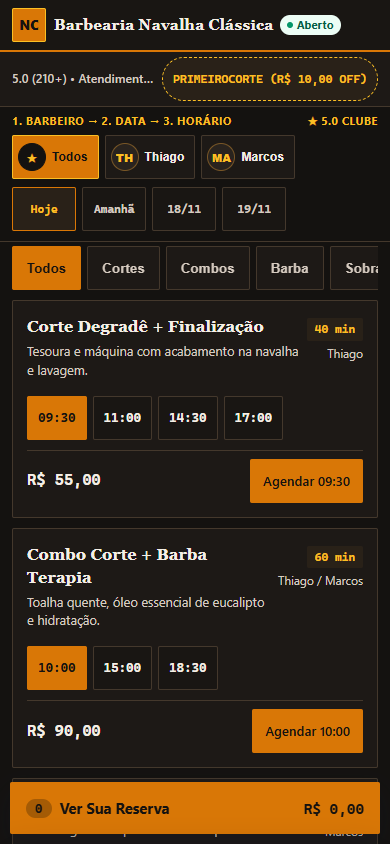 NC Barbearia Navalha Clássica Aberto
5.0 (210+) • Atendiment... PRIMEIROCORTE (R$ 10,00 OFF)
1. BARBEIRO → 2. DATA → 3. HORÁRIO ★ 5.0 CLUBE
★ Todos TH Thiago MA Marcos
Hoje Amanhã 18/11 19/11
Todos Cortes Combos Barba Sobra
Corte Degradê + Finalização 40 min
Tesoura e máquina com acabamento na navalha Thiago
e lavagem.
09:30 11:00 14:30 17:00
R$ 55,00 Agendar 09:30
Combo Corte + Barba 60 min
Terapia Thiago / Marcos
Toalha quente, óleo essencial de eucalipto
e hidratação.
10:00 15:00 18:30
R$ 90,00 Agendar 10:00
0 Ver Sua Reserva R$ 0,00
Marcos